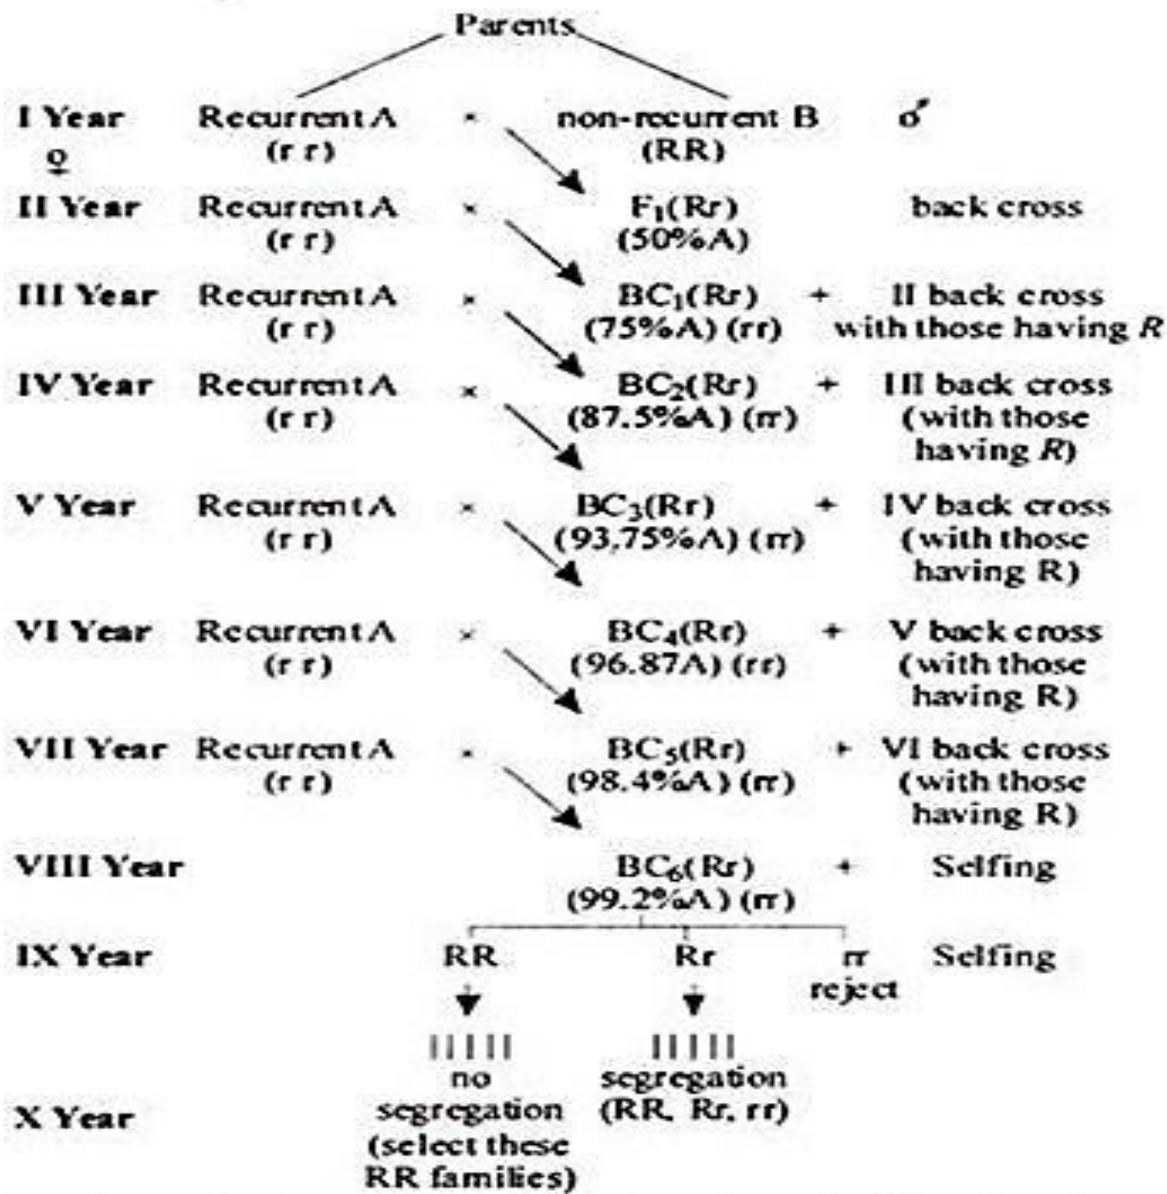 Parents
I Year Recurrent A × non-recurrent B ♂
♀ (r r) (RR)
II Year Recurrent A × F₁(Rr) back cross
(r r) (50%A)
III Year Recurrent A × BC₁(Rr) + II back cross
(r r) (75%A) (rr) with those having R
IV Year Recurrent A × BC₂(Rr) + III back cross
(r r) (87.5%A) (rr) (with those
having R)
V Year Recurrent A × BC₃(Rr) + IV back cross
(r r) (93,75%A) (rr) (with those
having R)
VI Year Recurrent A × BC₄(Rr) + V back cross
(r r) (96.87A) (rr) (with those
having R)
VII Year Recurrent A × BC₅(Rr) + VI back cross
(r r) (98.4%A) (rr) (with those
having R)
VIII Year BC₆(Rr) + Selfing
(99.2%A) (rr)
IX Year RR Rr rr Selfing
reject
no segregation
X Year segregation (RR, Rr, rr)
(select these
RR families)